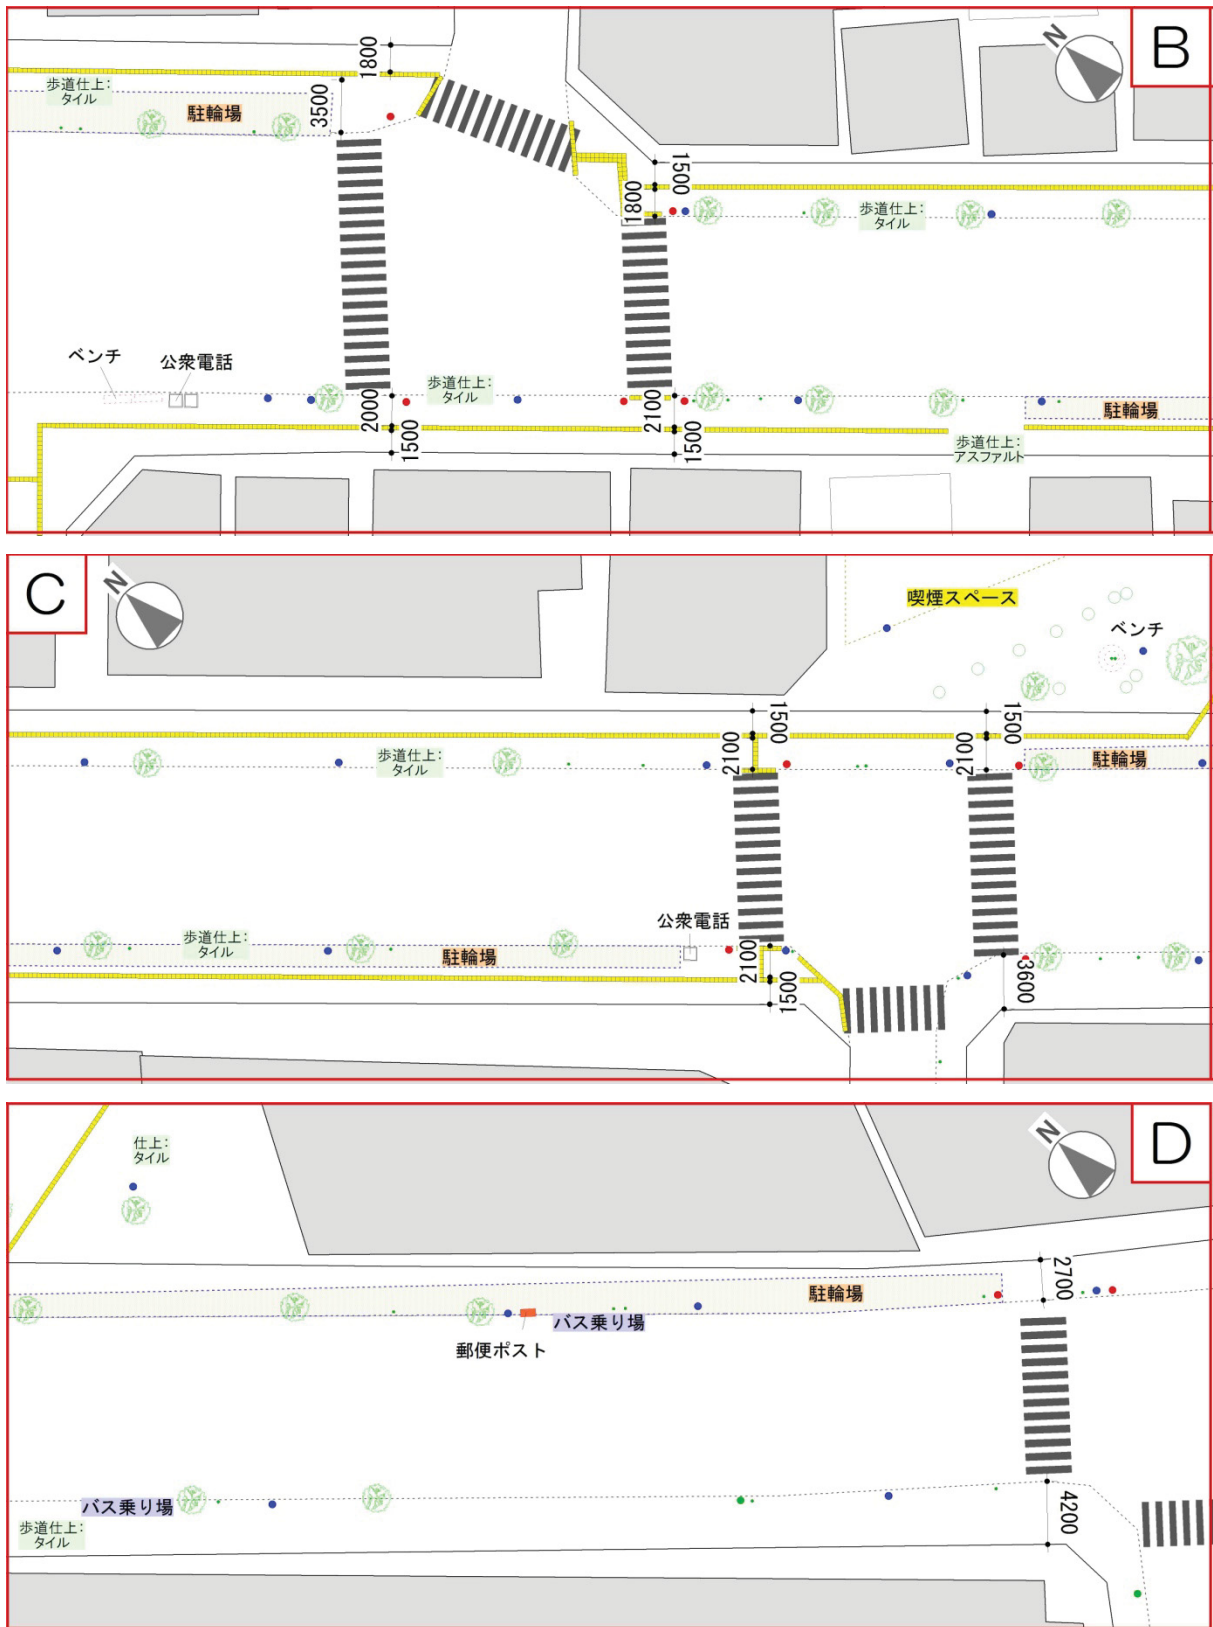 B
N
1800
歩道仕上：
タイル
駐輪場
3500
1500
1800
歩道仕上：
タイル
ベンチ
公衆電話
歩道仕上：
タイル
2000
1500
2100
1500
駐輪場
歩道仕上：
アスファルト
C
N
喫煙スペース
ベンチ
1500
1500
2100
2100
歩道仕上：
タイル
駐輪場
公衆電話
歩道仕上：
タイル
駐輪場
2100
1500
3600
D
N
仕上：
タイル
2700
駐輪場
バス乗り場
郵便ポスト
バス乗り場
4200
歩道仕上：
タイル